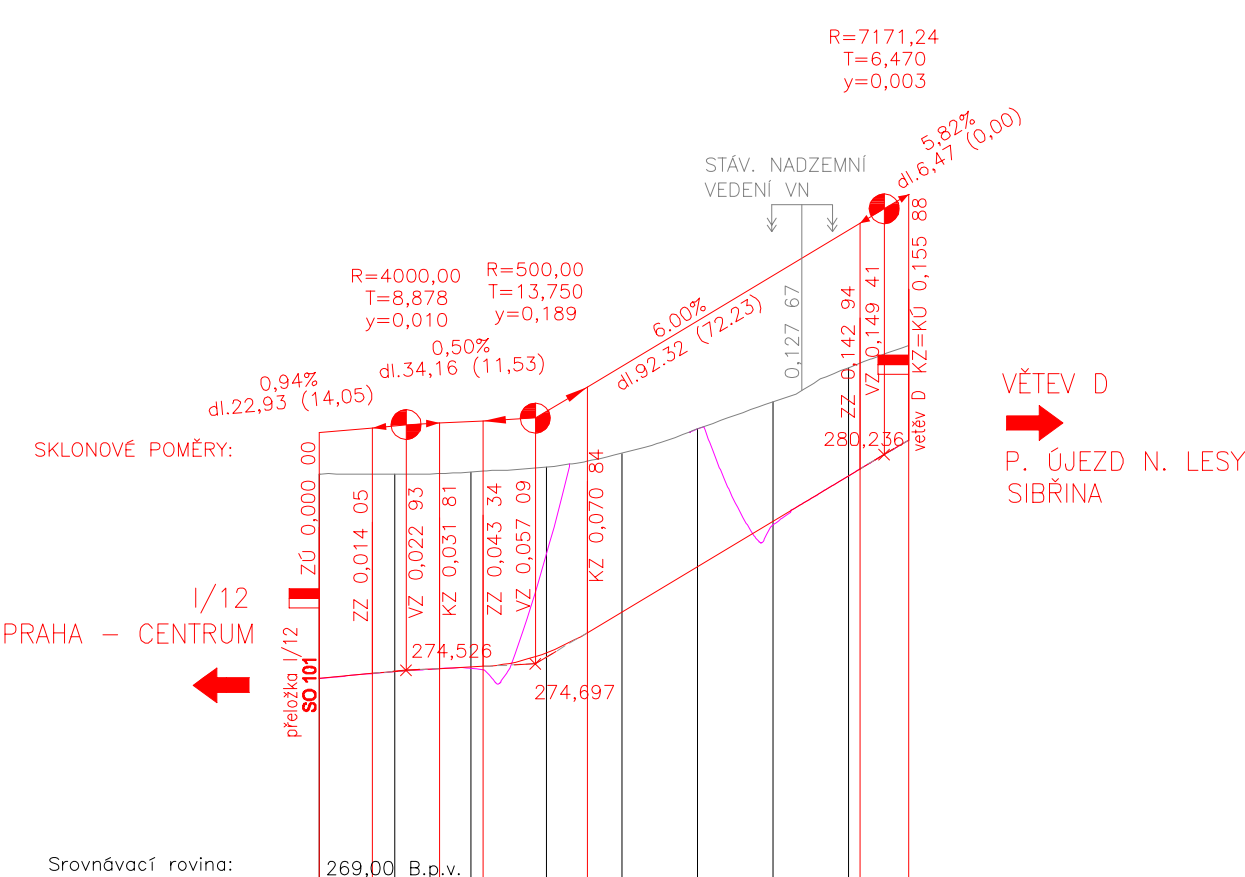 R=7171,24
T=6,470
y=0,003
5,82%
dl.6,47 (0,00)
STÁV. NADZEMNÍ
VEDENÍ VN
R=4000,00
T=8,878
y=0,010
R=500,00
T=13,750
y=0,189
0,94%
dl.22,93 (14,05)
0,50%
dl.34,16 (11,53)
6.00%
dl.92.32 (72.23)
SKLONOVÉ POMĚRY:
ZÚ 0,000 00
ZZ 0,014 05
VZ 0,022 93
KZ 0,031 81
ZZ 0,043 34
VZ 0,057 09
KZ 0,070 84
0,127 67
ZZ 0,142 94
VZ 0,149 41
KZ=KÚ 0,155 88
větěv D
280,236
VĚTEV D
P. ÚJEZD N. LESY
SIBŘINA
I/12
PRAHA – CENTRUM
přeložka I/12
SO 101
274,526
274,697
Srovnávací rovina:
269,00 B.p.v.